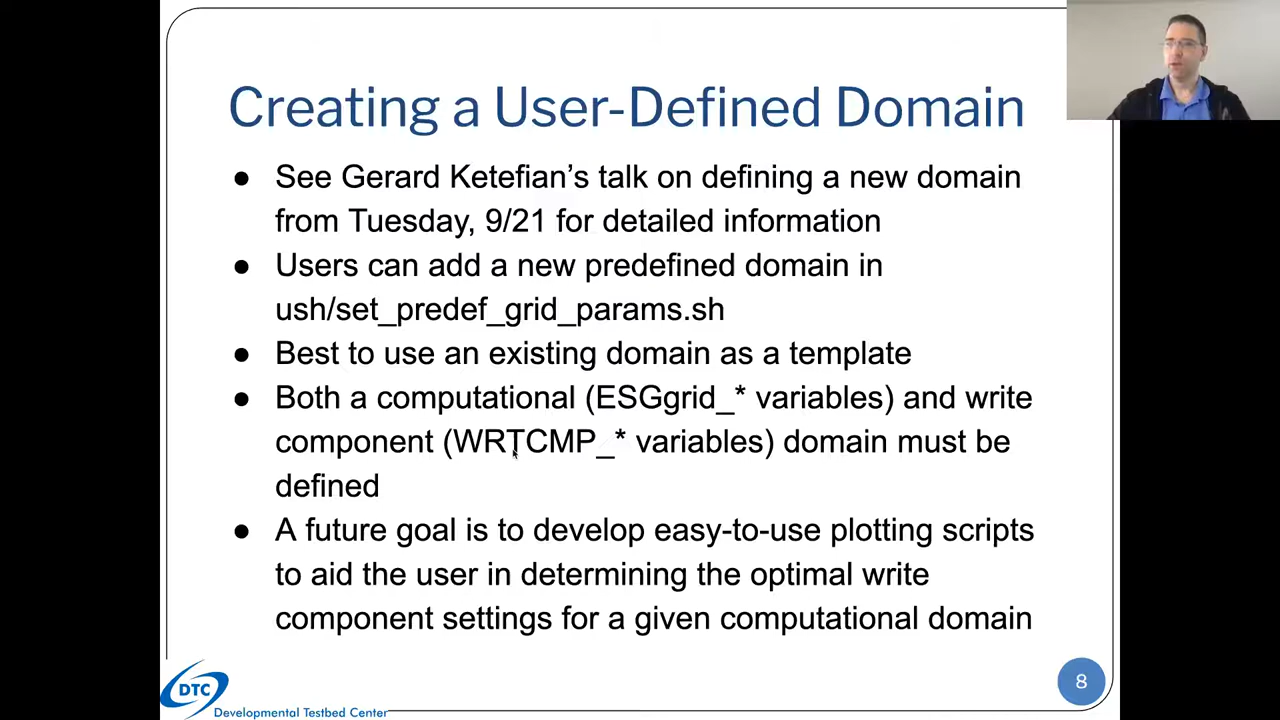 Creating a User-Defined Domain
● See Gerard Ketefian's talk on defining a new domain
from Tuesday, 9/21 for detailed information
● Users can add a new predefined domain in
ush/set_predef_grid_params.sh
● Best to use an existing domain as a template
● Both a computational (ESGgrid_* variables) and write
component (WRTCMP_* variables) domain must be
defined
● A future goal is to develop easy-to-use plotting scripts
to aid the user in determining the optimal write
component settings for a given computational domain
DTC
Developmental Testbed Center
8